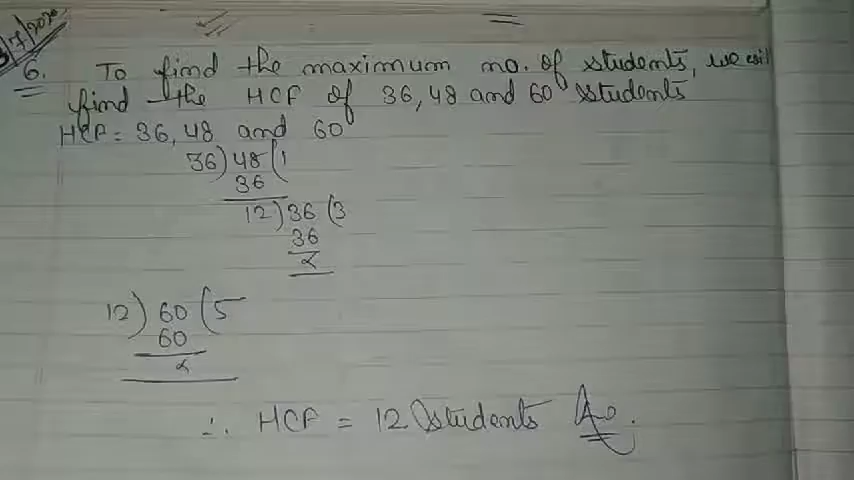 /7/2020
6. To find the maximum no. of students, we will
find the HCF of 36, 48 and 60 students
HCF = 36, 48 and 60
36) 48 (1
36
12) 36 (3
36
x
12) 60 (5
60
x
∴ HCF = 12 students